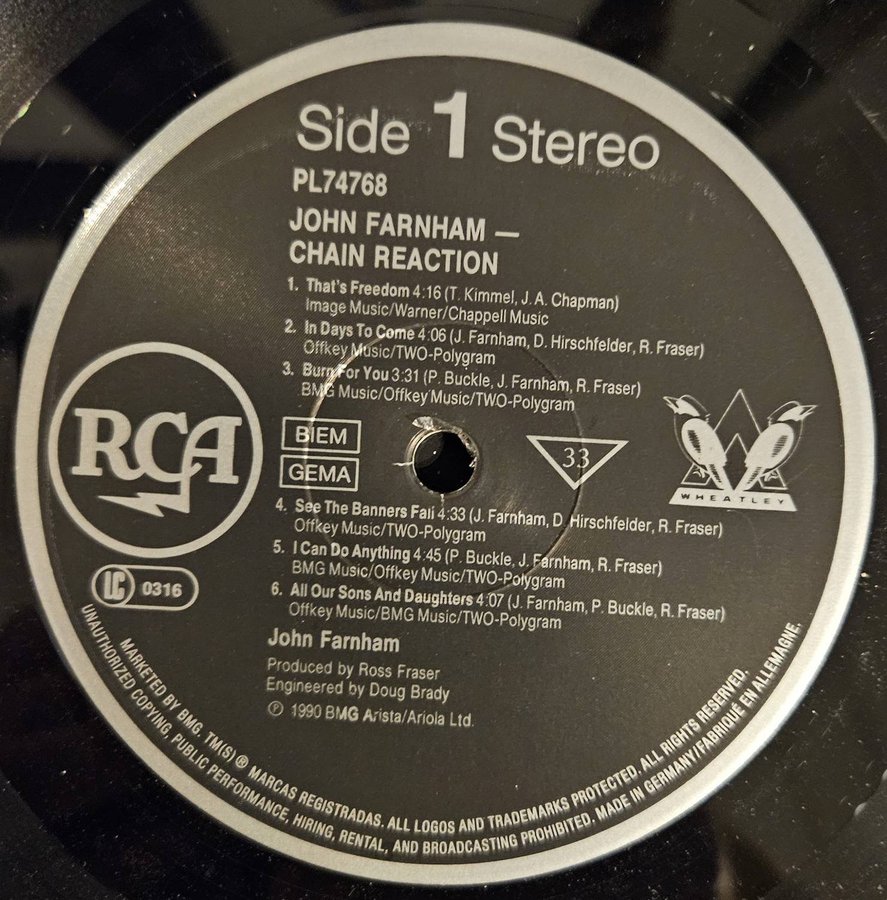 Side 1 Stereo
PL74768
JOHN FARNHAM —
CHAIN REACTION
1. That's Freedom 4:16 (T. Kimmel, J. A. Chapman)
Image Music/Warner/Chappell Music
2. In Days To Come 4:06 (J. Farnham, D. Hirschfelder, R. Fraser)
Offkey Music/TWO-Polygram
3. Burn For You 3:31 (P. Buckle, J. Farnham, R. Fraser)
BMG Music/Offkey Music/TWO-Polygram
RCA
BIEM
GEMA
33
WHEATLEY
4. See The Banners Fall 4:33 (J. Farnham, D. Hirschfelder, R. Fraser)
Offkey Music/TWO-Polygram
5. I Can Do Anything 4:45 (P. Buckle, J. Farnham, R. Fraser)
BMG Music/Offkey Music/TWO-Polygram
6. All Our Sons And Daughters 4:07 (J. Farnham, P. Buckle, R. Fraser)
Offkey Music/BMG Music/TWO-Polygram
LC 0316
John Farnham
Produced by Ross Fraser
Engineered by Doug Brady
℗ 1990 BMG Arista/Ariola Ltd.
MARKETED BY BMG, TM(S) ® MARCAS REGISTRADAS. ALL LOGOS AND TRADEMARKS PROTECTED. ALL RIGHTS RESERVED.
UNAUTHORIZED COPYING, PUBLIC PERFORMANCE, HIRING, RENTAL, AND BROADCASTING PROHIBITED. MADE IN GERMANY/FABRIQUÉ EN ALLEMAGNE.